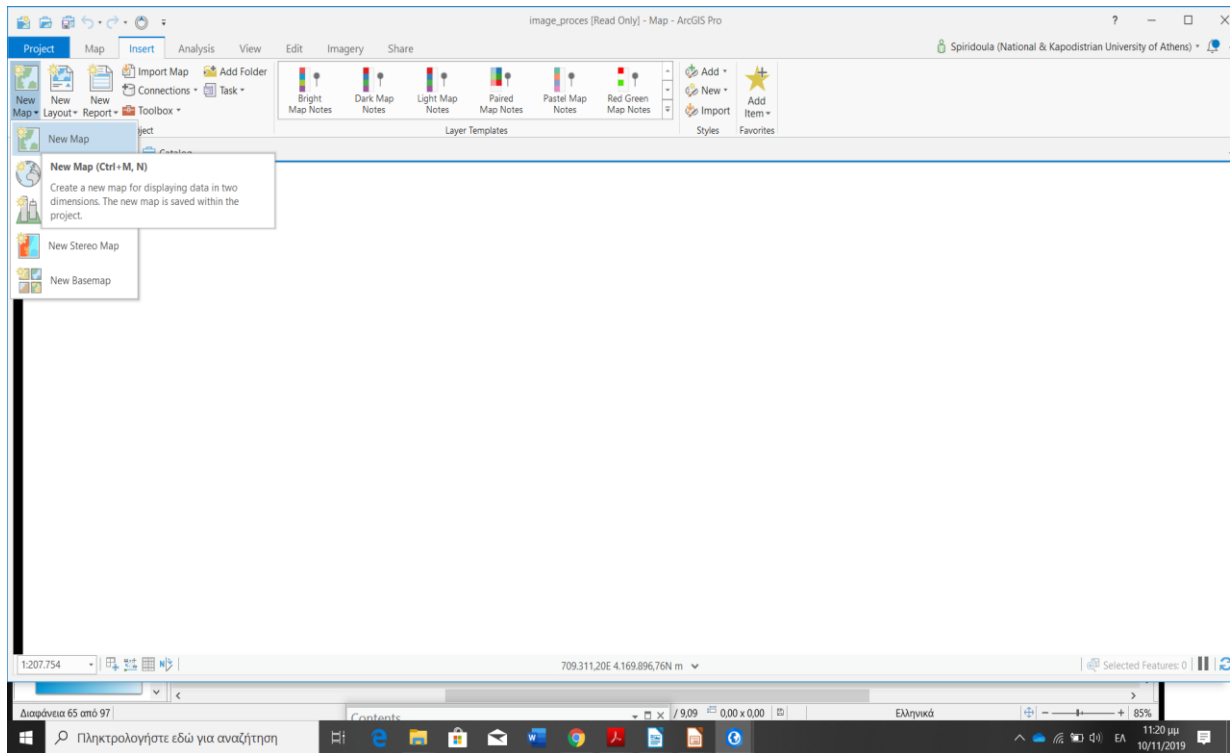 image_proces [Read Only] - Map - ArcGIS Pro
?
Project Map Insert Analysis View Edit Imagery Share
Spiridoula (National & Kapodistrian University of Athens)
New Map
New Layout
New Report
Import Map
Connections
Toolbox
Add Folder
Task
Bright Map Notes
Dark Map Notes
Light Map Notes
Paired Map Notes
Pastel Map Notes
Red Green Map Notes
Add
New
Import
Add Item
Layer Templates
Styles
Favorites
New Map
New Map (Ctrl+M, N)
Create a new map for displaying data in two
dimensions. The new map is saved within the
project.
New Stereo Map
New Basemap
1:207.754
709.311,20E 4.169.896,76N m
Selected Features: 0
Διαφάνεια 65 από 97
Contents
/ 9,09
0,00 x 0,00
Ελληνικά
85%
Πληκτρολογήστε εδώ για αναζήτηση
ΕΛ
11:20 μμ
10/11/2019